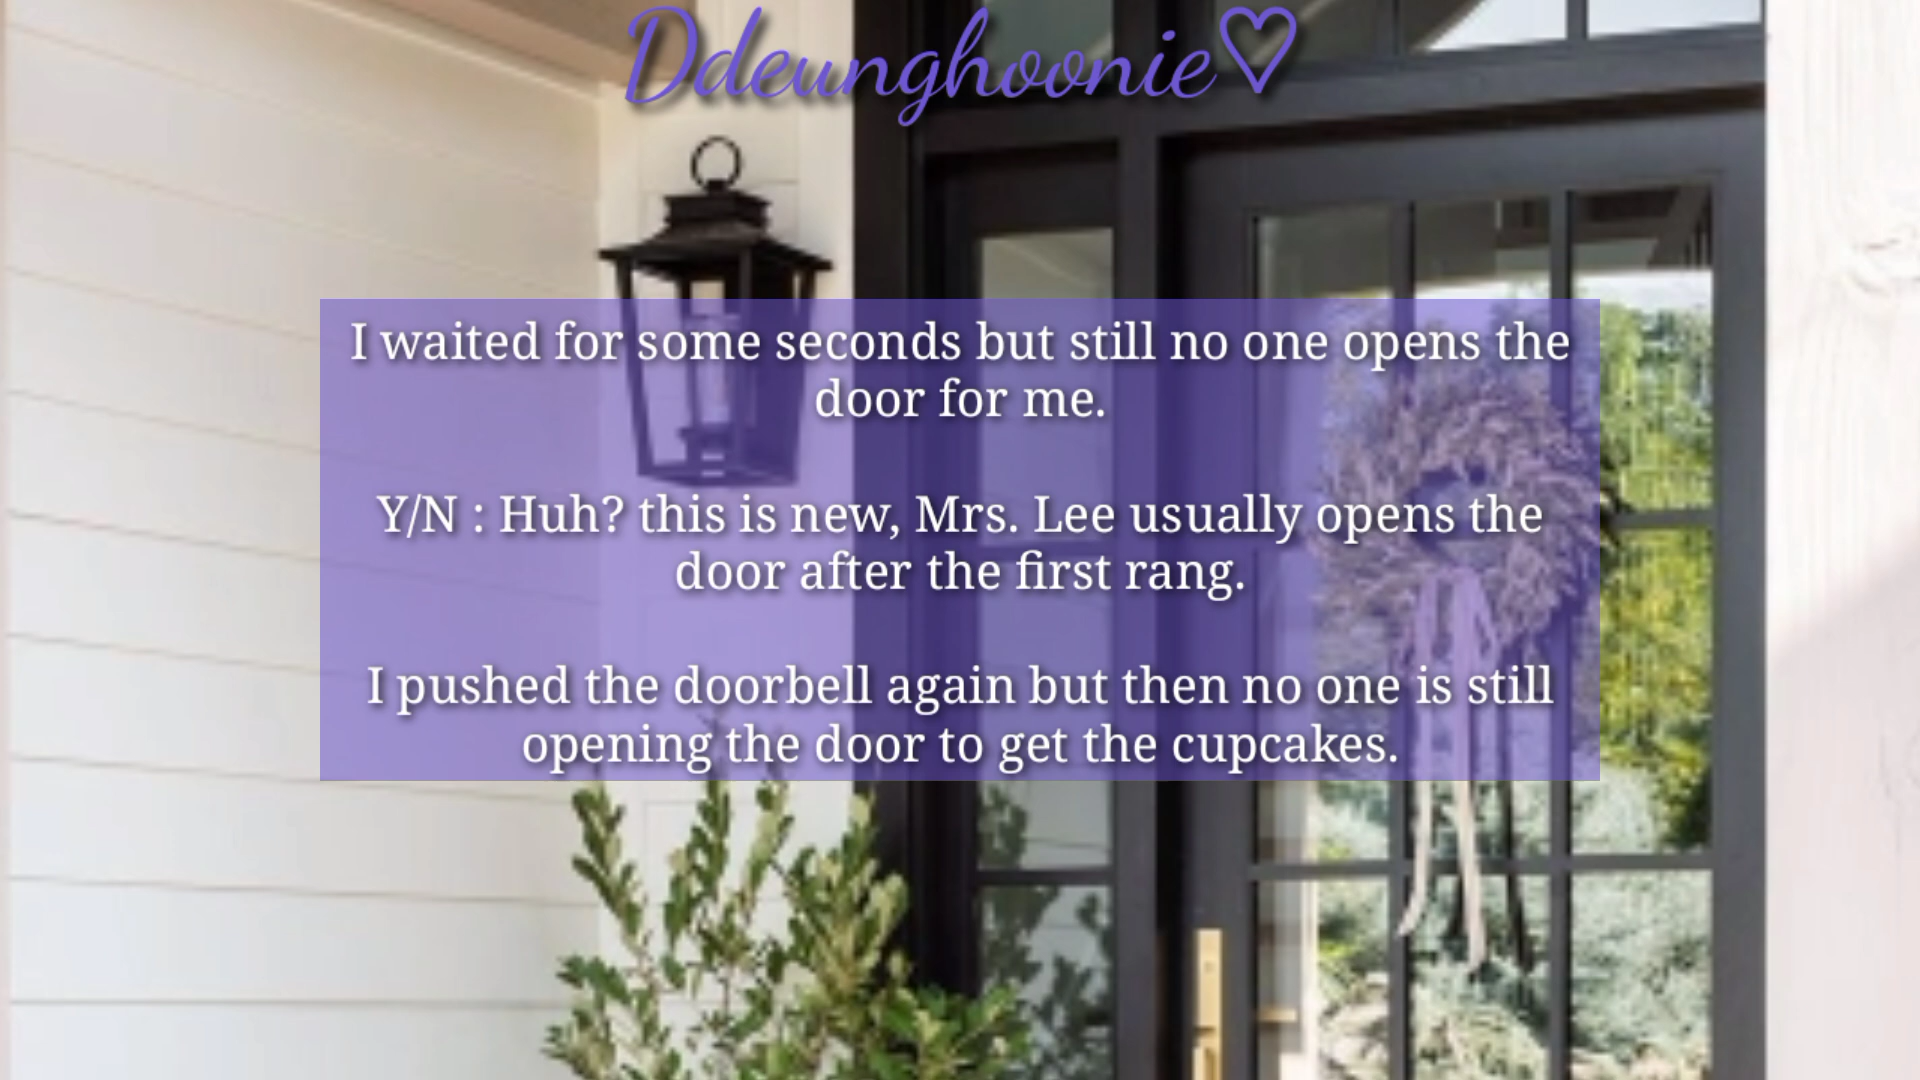 Ddeunghoonie♡
I waited for some seconds but still no one opens the
door for me.
Y/N : Huh? this is new, Mrs. Lee usually opens the
door after the first rang.
I pushed the doorbell again but then no one is still
opening the door to get the cupcakes.